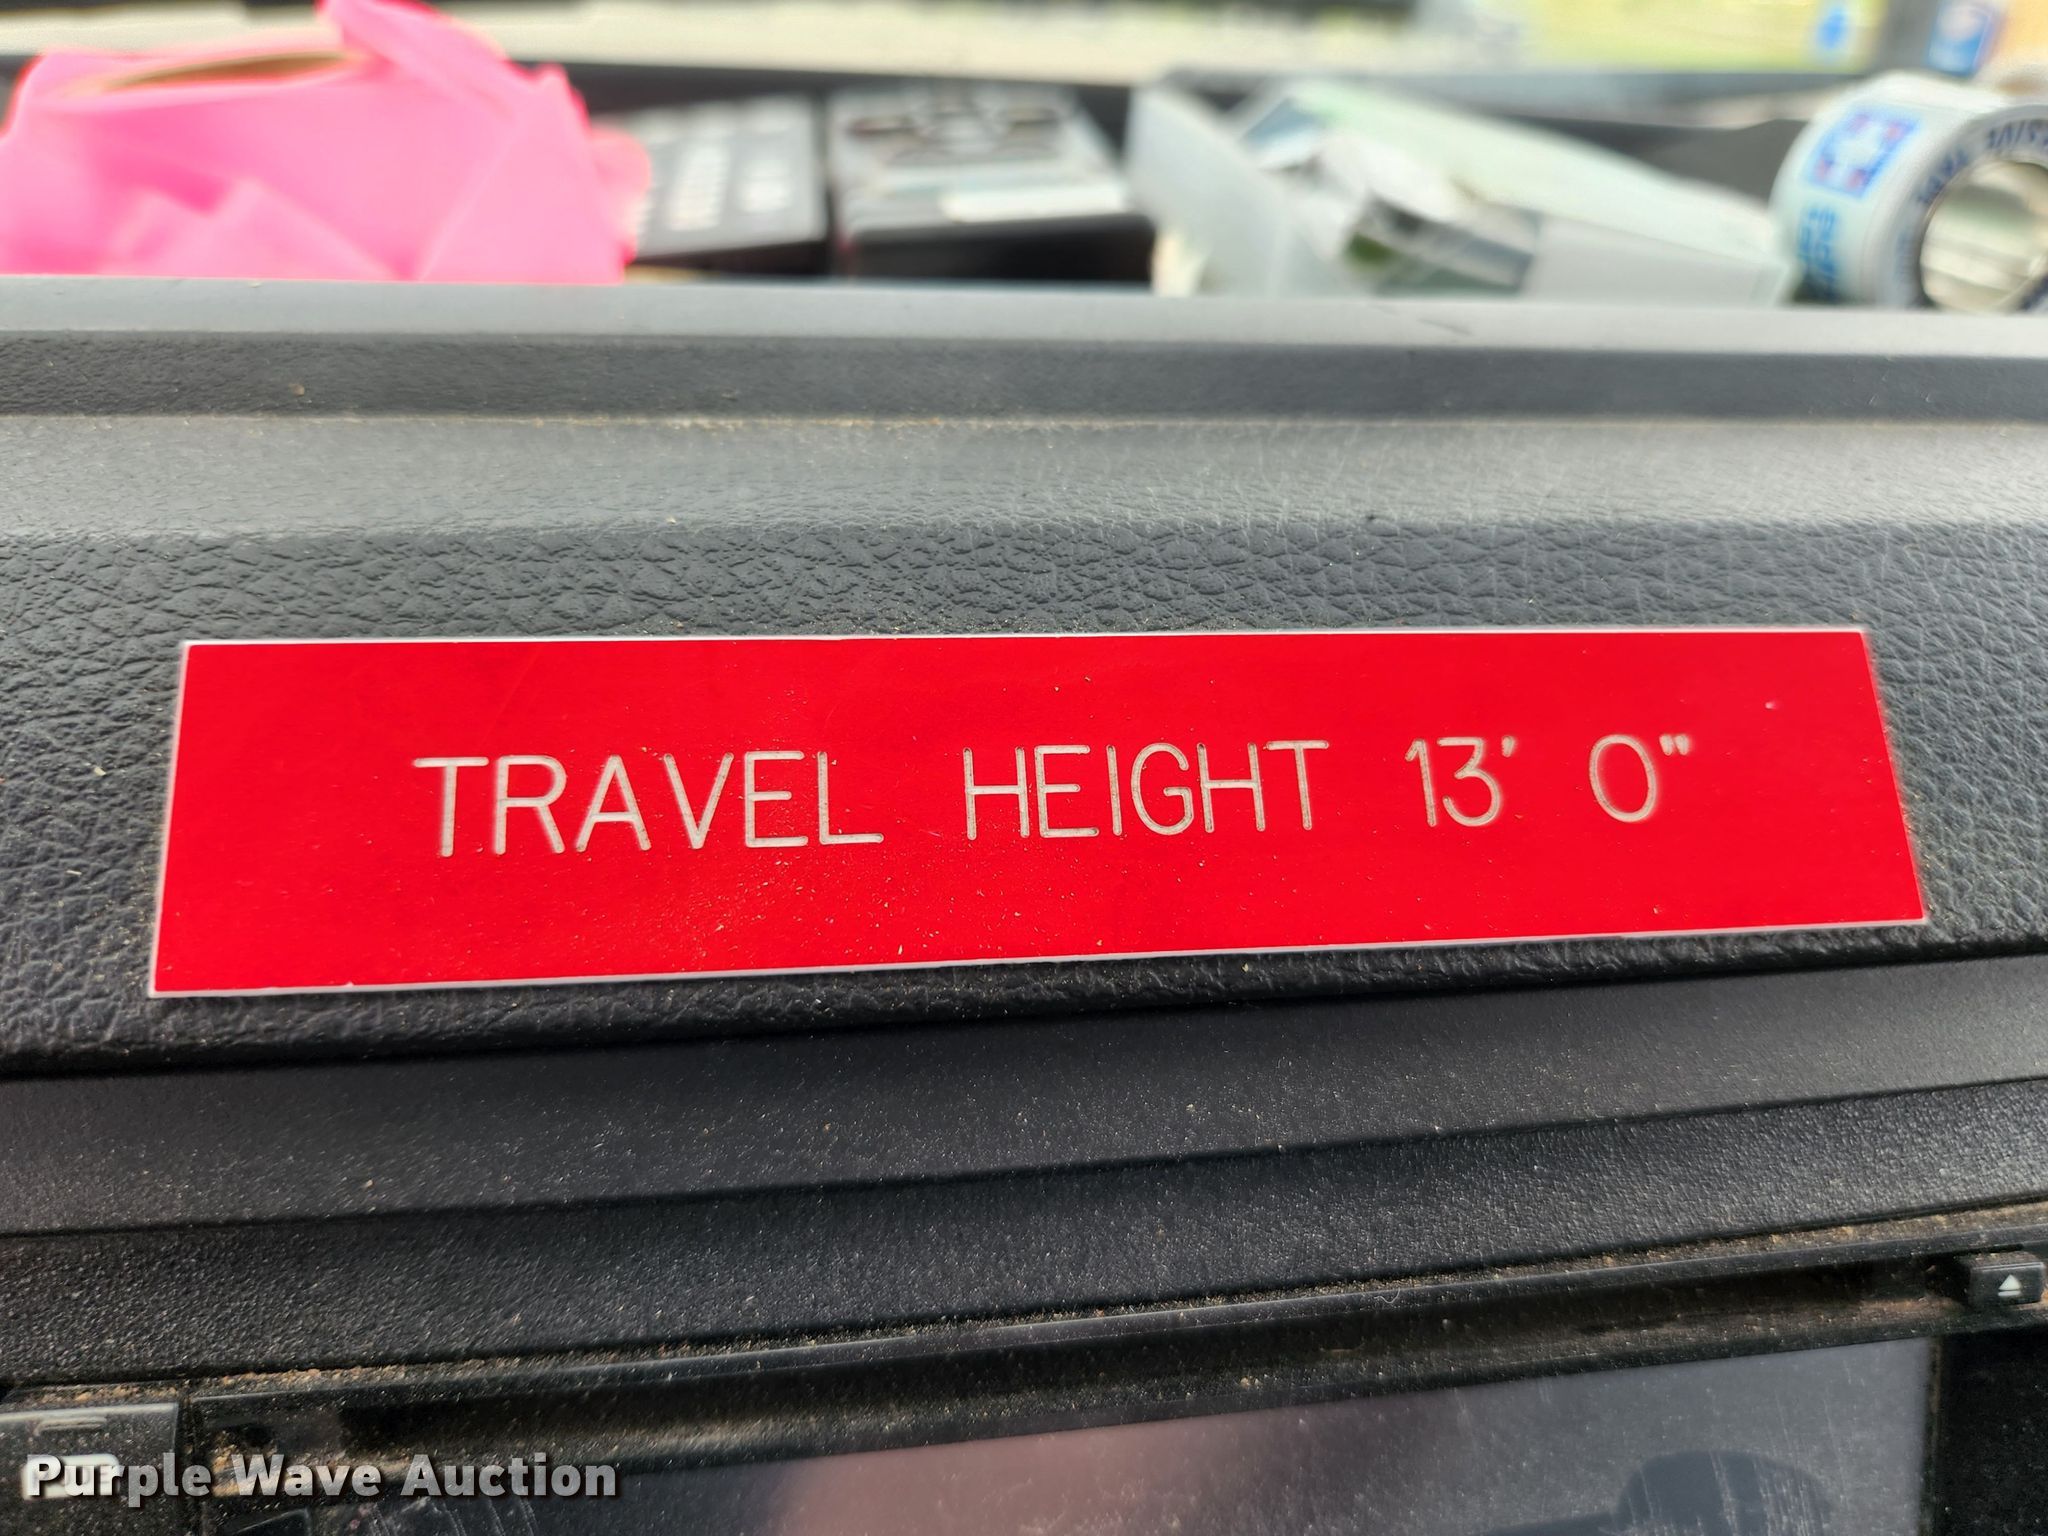 TRAVEL HEIGHT 13' 0"
Purple Wave Auction